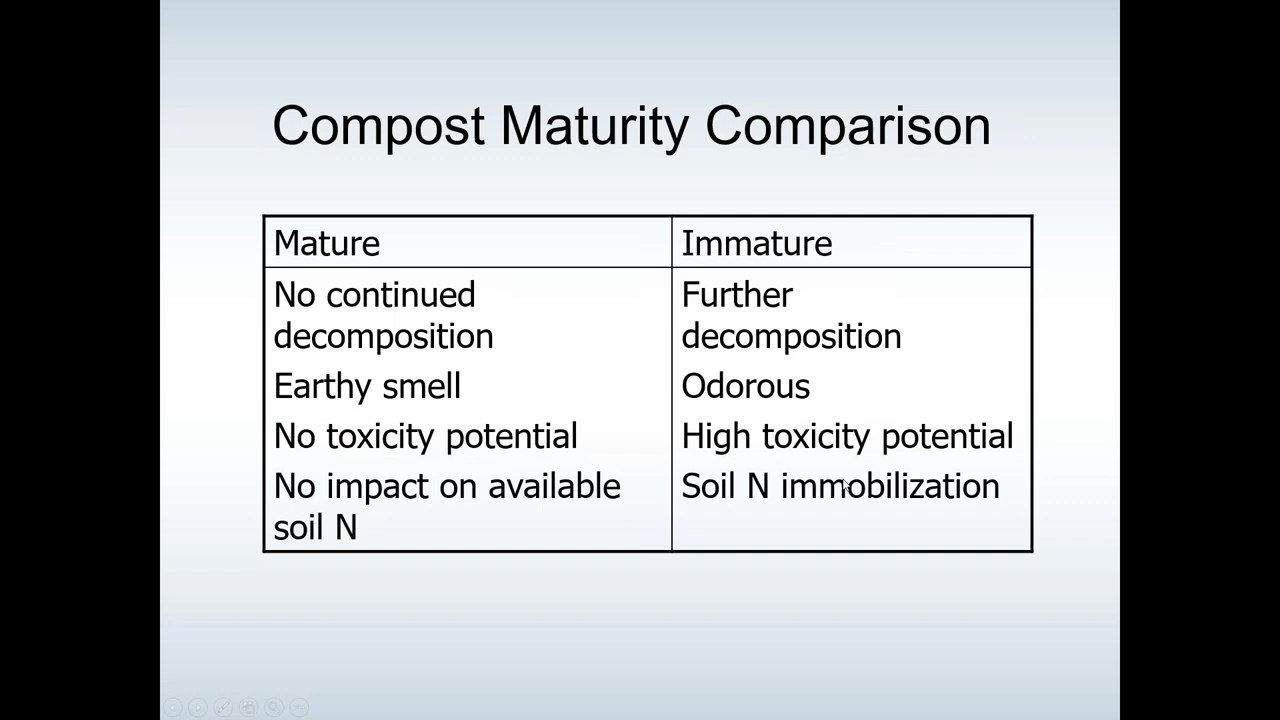 Compost Maturity Comparison
Mature
Immature
No continued
decomposition
Further
decomposition
Earthy smell
Odorous
No toxicity potential
High toxicity potential
No impact on available
soil N
Soil N immobilization